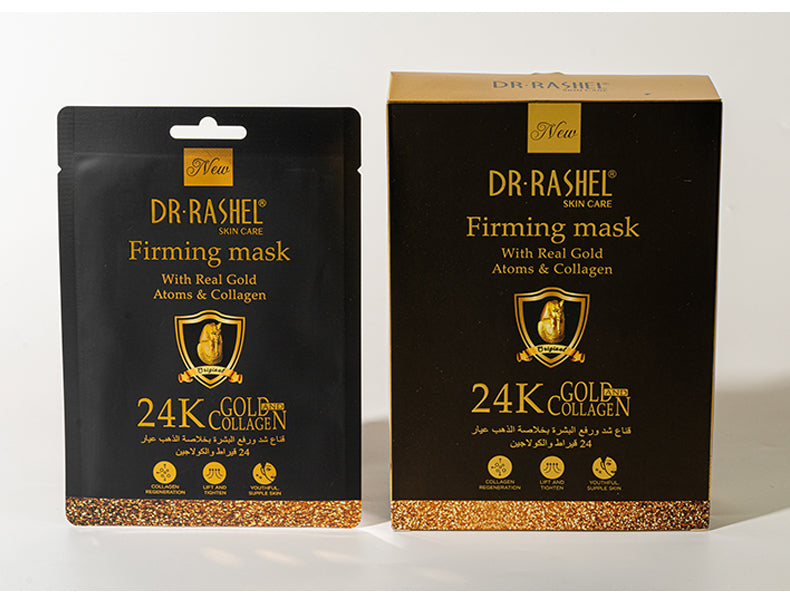 New
DR·RASHEL®
SKIN CARE
Firming mask
With Real Gold
Atoms & Collagen
Original
24K GOLD AND
COLLAGEN
قناع شد ورفع البشرة بخلاصة الذهب عيار
24 قيراط والكولاجين
COLLAGEN
REGENERATION
LIFT AND
TIGHTEN
YOUTHFUL,
SUPPLE SKIN
DR·RASHEL®
SKIN CARE
New
DR·RASHEL®
SKIN CARE
Firming mask
With Real Gold
Atoms & Collagen
Original
24K GOLD AND
COLLAGEN
قناع شد ورفع البشرة بخلاصة الذهب عيار
24 قيراط والكولاجين
COLLAGEN
REGENERATION
LIFT AND
TIGHTEN
YOUTHFUL,
SUPPLE SKIN